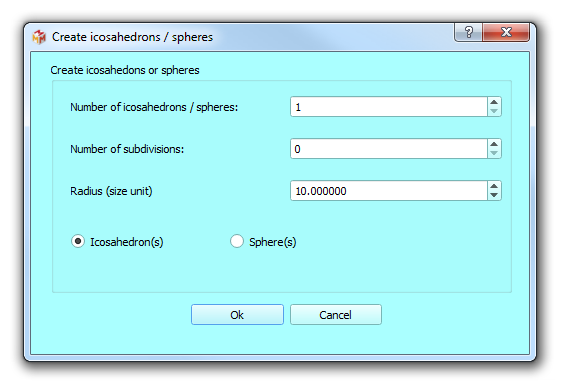 Create icosahedrons / spheres
?
Create icosahedons or spheres
Number of icosahedrons / spheres: 1
Number of subdivisions: 0
Radius (size unit) 10.000000
Icosahedron(s) Sphere(s)
Ok Cancel